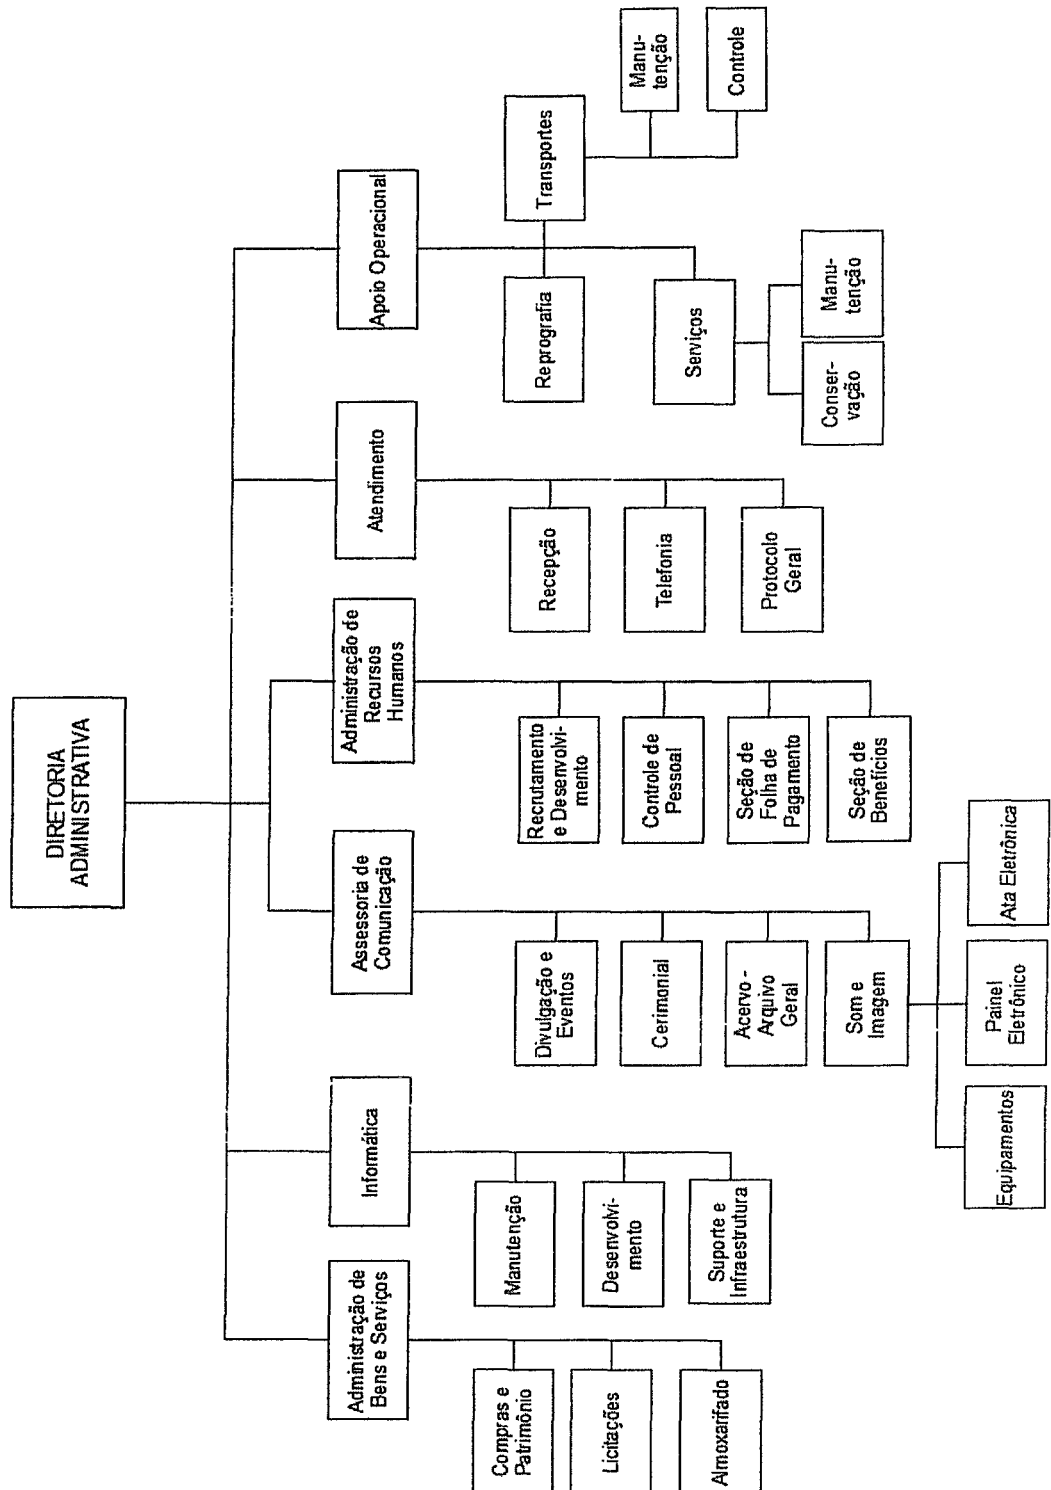 DIRETORIA
ADMINISTRATIVA
Administração de
Bens e Serviços
Compras e
Patrimônio
Licitações
Almoxarifado
Informática
Manutenção
Desenvolvi-
mento
Suporte e
Infraestrutura
Assessoria de
Comunicação
Divulgação e
Eventos
Cerimonial
Acervo -
Arquivo
Geral
Som e
Imagem
Equipamentos
Painel
Eletrônico
Ata Eletrônica
Administração de
Recursos
Humanos
Recrutamento
e Desenvolvi-
mento
Controle de
Pessoal
Seção de
Folha de
Pagamento
Seção de
Benefícios
Atendimento
Recepção
Telefonia
Protocolo
Geral
Apoio Operacional
Reprografia
Transportes
Manu-
tenção
Controle
Serviços
Conser-
vação
Manu-
tenção